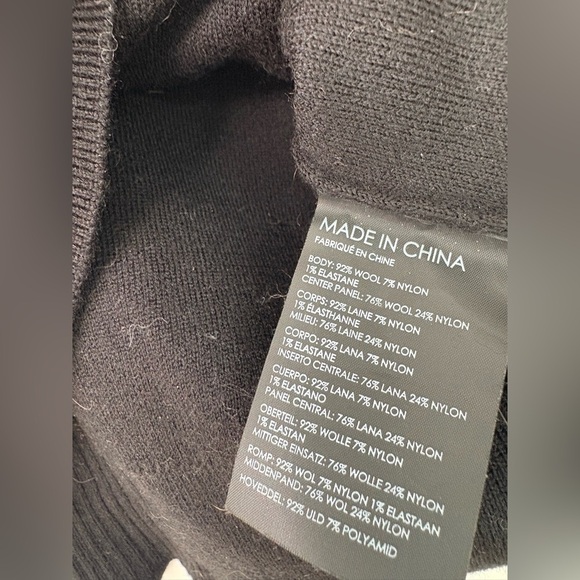 MADE IN CHINA
FABRIQUÉ EN CHINE
BODY: 92% WOOL 7% NYLON
1% ELASTANE
CENTER PANEL: 76% WOOL 24% NYLON
CORPS: 92% LAINE 7% NYLON
1% ÉLASTHANNE
MILIEU: 76% LAINE 24% NYLON
CORPO: 92% LANA 7% NYLON
1% ELASTANE
INSERTO CENTRALE: 76% LANA 24% NYLON
CUERPO: 92% LANA 7% NYLON
1% ELASTANO
PANEL CENTRAL: 76% LANA 24% NYLON
OBERTEIL: 92% WOLLE 7% NYLON
1% ELASTAN
MITTIGER EINSATZ: 76% WOLLE 24% NYLON
ROMP: 92% WOL 7% NYLON 1% ELASTAAN
MIDDENPAND: 76% WOL 24% NYLON
HOVEDDEL: 92% ULD 7% POLYAMID